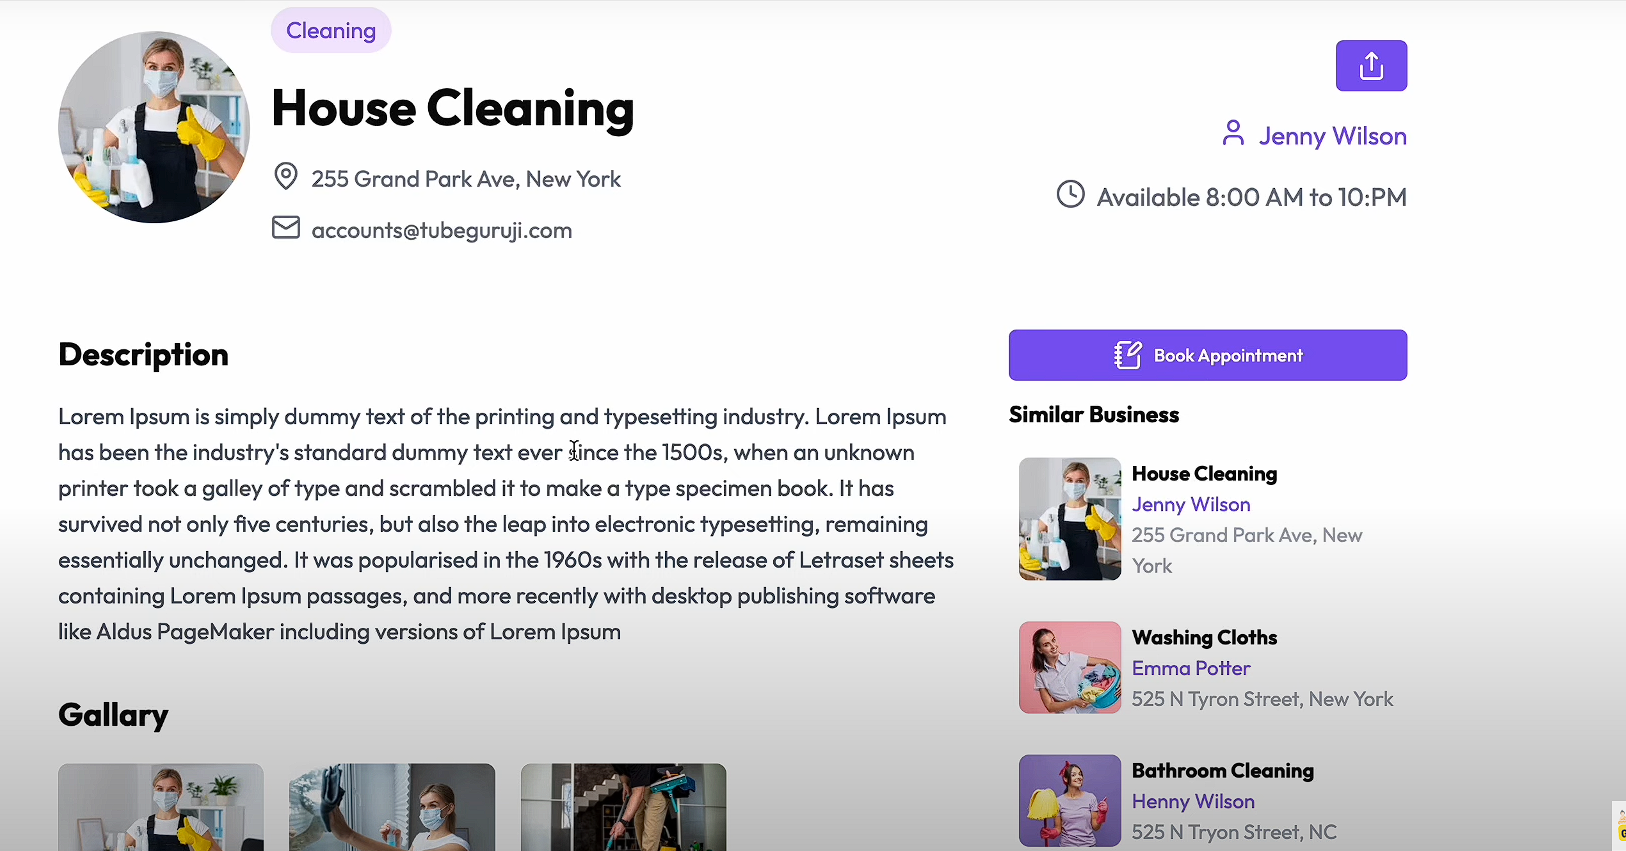 Cleaning
House Cleaning
255 Grand Park Ave, New York
accounts@tubeguruji.com
Jenny Wilson
Available 8:00 AM to 10:PM
Description
Lorem Ipsum is simply dummy text of the printing and typesetting industry. Lorem Ipsum
has been the industry's standard dummy text ever since the 1500s, when an unknown
printer took a galley of type and scrambled it to make a type specimen book. It has
survived not only five centuries, but also the leap into electronic typesetting, remaining
essentially unchanged. It was popularised in the 1960s with the release of Letraset sheets
containing Lorem Ipsum passages, and more recently with desktop publishing software
like Aldus PageMaker including versions of Lorem Ipsum
Gallary
Book Appointment
Similar Business
House Cleaning
Jenny Wilson
255 Grand Park Ave, New
York
Washing Cloths
Emma Potter
525 N Tyron Street, New York
Bathroom Cleaning
Henny Wilson
525 N Tryon Street, NC